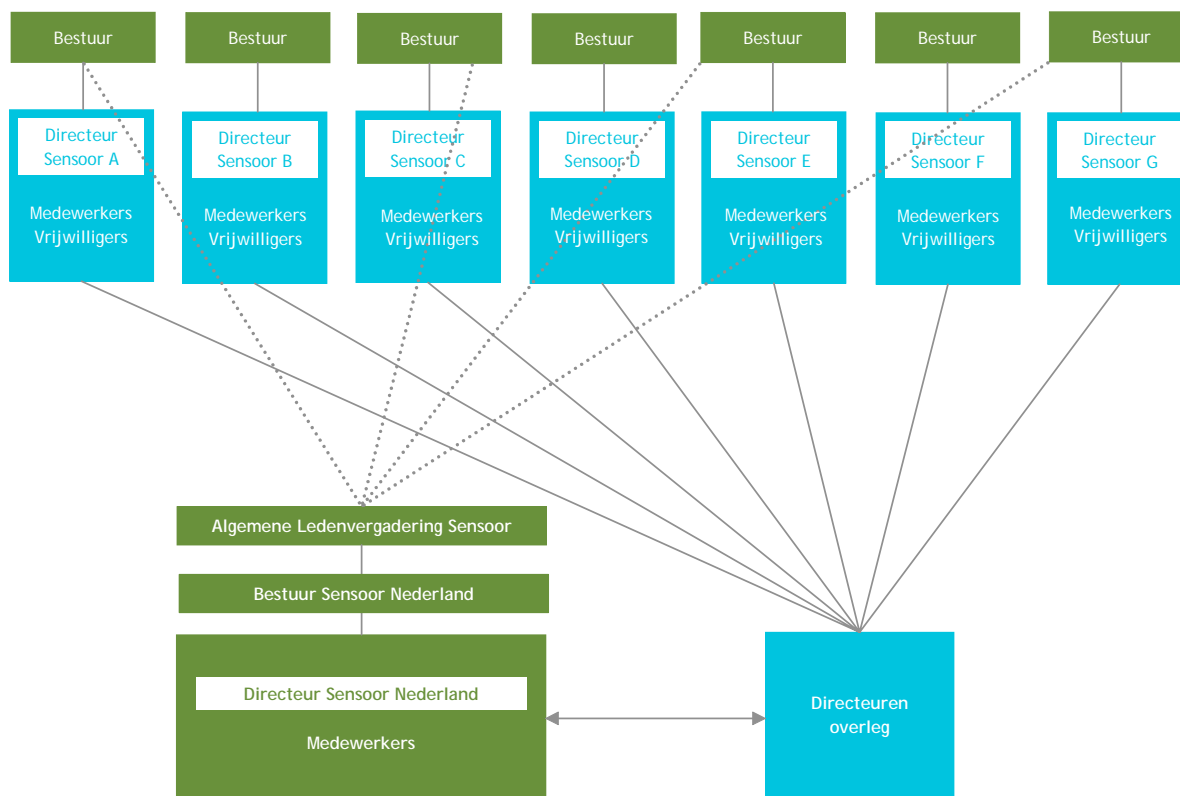 Bestuur
Bestuur
Bestuur
Bestuur
Bestuur
Bestuur
Bestuur
Directeur
Sensoor A
Medewerkers
Vrijwilligers
Directeur
Sensoor B
Medewerkers
Vrijwilligers
Directeur
Sensoor C
Medewerkers
Vrijwilligers
Directeur
Sensoor D
Medewerkers
Vrijwilligers
Directeur
Sensoor E
Medewerkers
Vrijwilligers
Directeur
Sensoor F
Medewerkers
Vrijwilligers
Directeur
Sensoor G
Medewerkers
Vrijwilligers
Algemene Ledenvergadering Sensoor
Bestuur Sensoor Nederland
Directeur Sensoor Nederland
Medewerkers
Directeuren
overleg